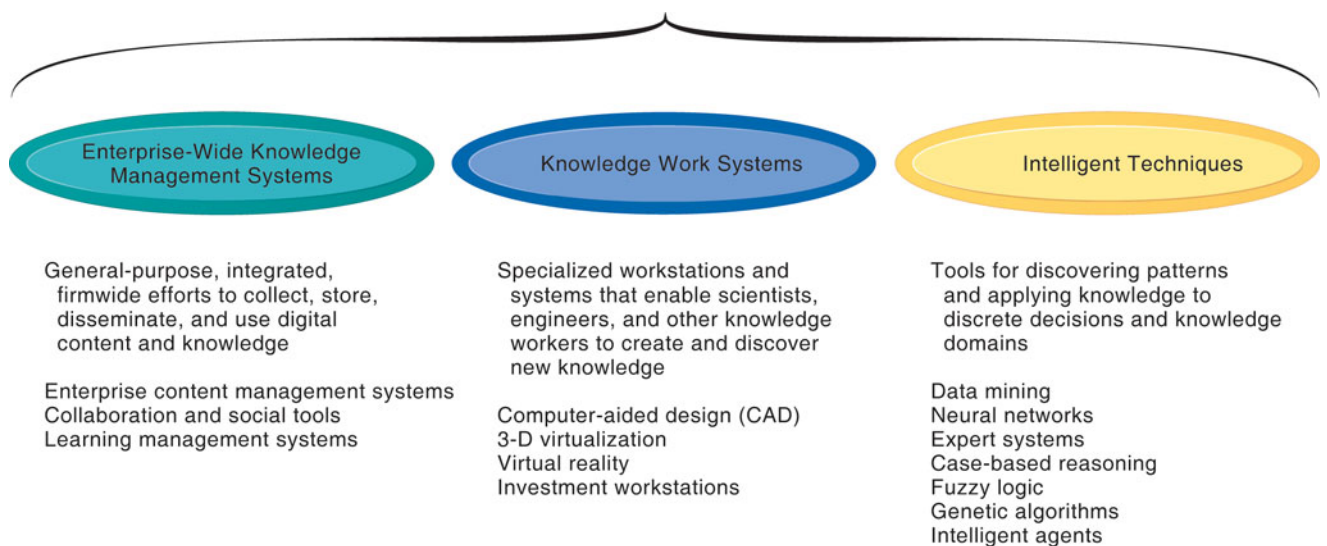 Enterprise-Wide Knowledge
Management Systems
Knowledge Work Systems
Intelligent Techniques
General-purpose, integrated,
firmwide efforts to collect, store,
disseminate, and use digital
content and knowledge
Enterprise content management systems
Collaboration and social tools
Learning management systems
Specialized workstations and
systems that enable scientists,
engineers, and other knowledge
workers to create and discover
new knowledge
Computer-aided design (CAD)
3-D virtualization
Virtual reality
Investment workstations
Tools for discovering patterns
and applying knowledge to
discrete decisions and knowledge
domains
Data mining
Neural networks
Expert systems
Case-based reasoning
Fuzzy logic
Genetic algorithms
Intelligent agents